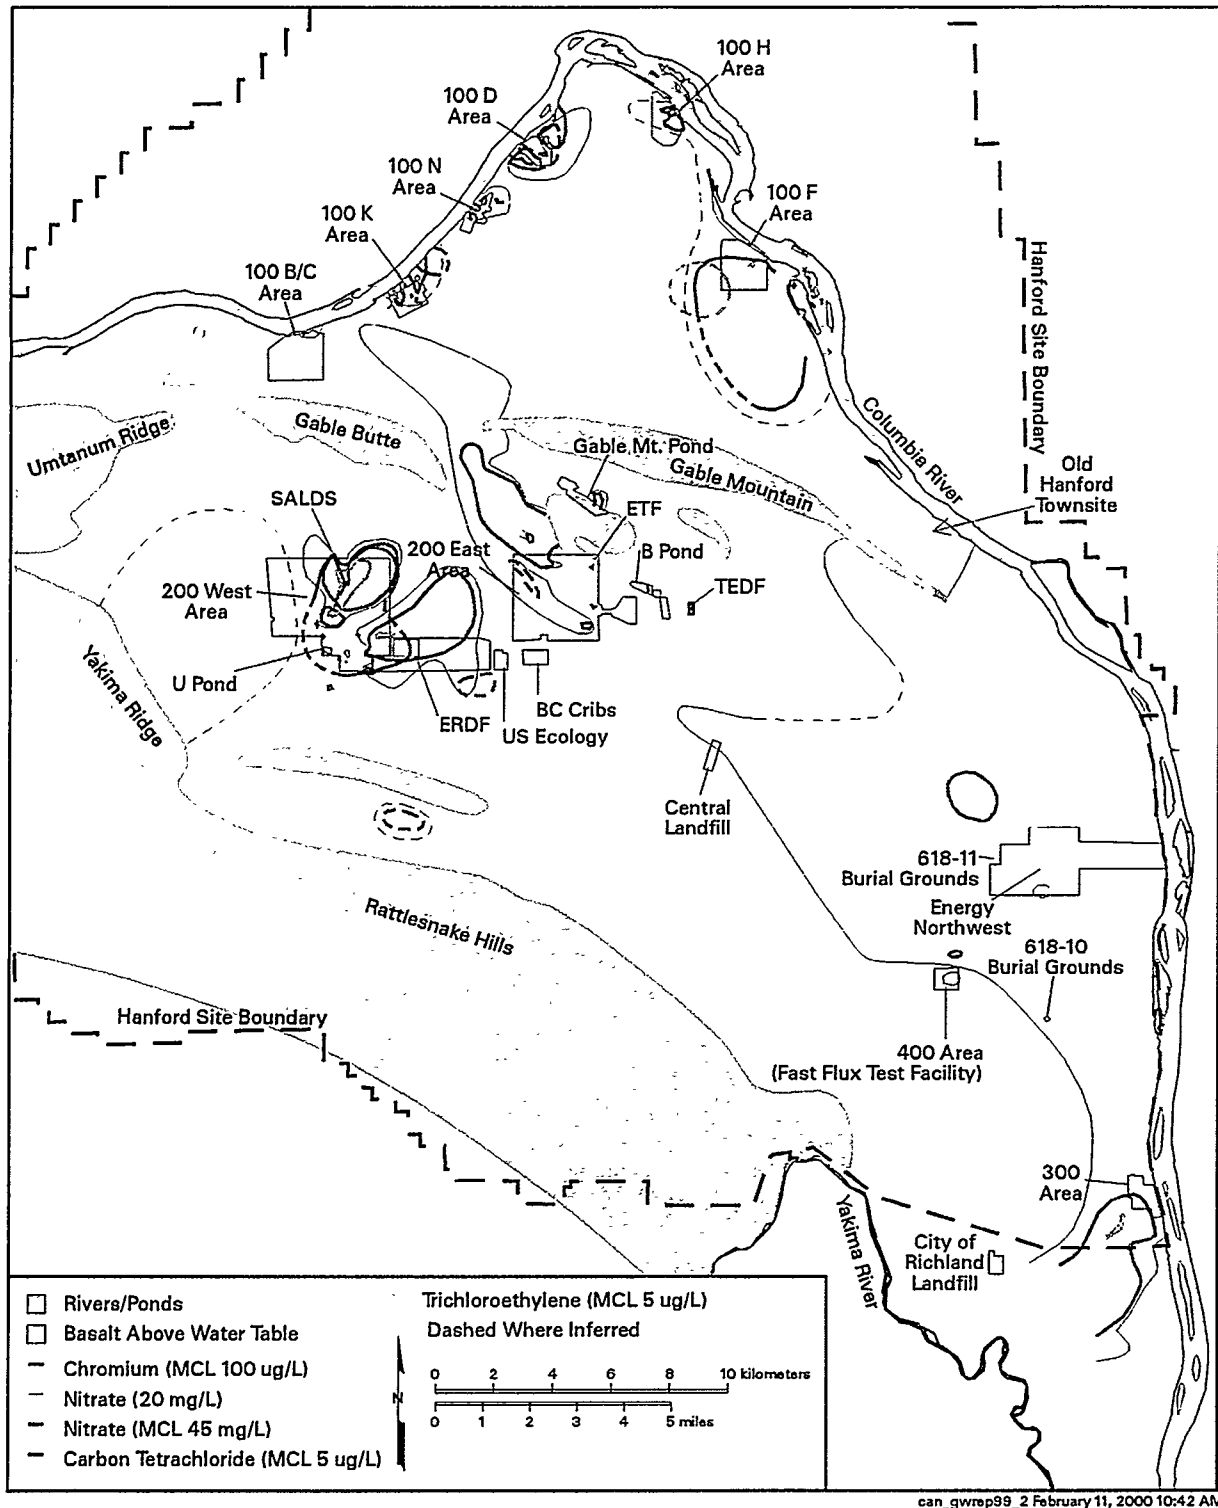 100 H
Area
100 D
Area
100 N
Area
100 F
Area
100 K
Area
100 B/C
Area
Hanford Site Boundary
Columbia River
Umtanum Ridge
Gable Butte
Gable Mt. Pond
Gable Mountain
Old
Hanford
Townsite
SALDS
ETF
200 East
Area
B Pond
TEDF
200 West
Area
U Pond
Yakima Ridge
ERDF
US Ecology
BC Cribs
Central
Landfill
618-11
Burial Grounds
Energy
Northwest
618-10
Burial Grounds
Rattlesnake Hills
Hanford Site Boundary
400 Area
(Fast Flux Test Facility)
300
Area
Yakima River
City of
Richland
Landfill
Rivers/Ponds
Basalt Above Water Table
Chromium (MCL 100 ug/L)
Nitrate (20 mg/L)
Nitrate (MCL 45 mg/L)
Carbon Tetrachloride (MCL 5 ug/L)
Trichloroethylene (MCL 5 ug/L)
Dashed Where Inferred
N
0 2 4 6 8 10 kilometers
0 1 2 3 4 5 miles
can_gwrep99_2 February 11, 2000 10:42 AM